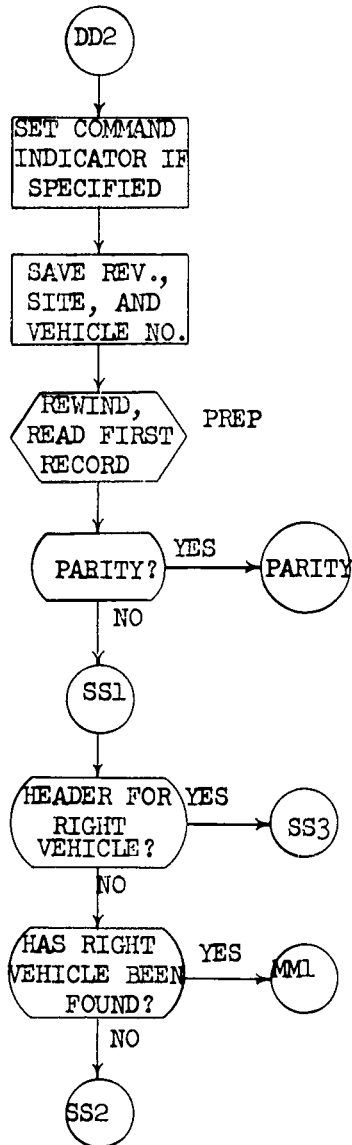 DD2
SET COMMAND
INDICATOR IF
SPECIFIED
SAVE REV.,
SITE, AND
VEHICLE NO.
REWIND,
READ FIRST
RECORD
PREP
PARITY?
YES
PARITY
NO
SS1
HEADER FOR
RIGHT
VEHICLE?
YES
SS3
NO
HAS RIGHT
VEHICLE BEEN
FOUND?
YES
MM1
NO
SS2